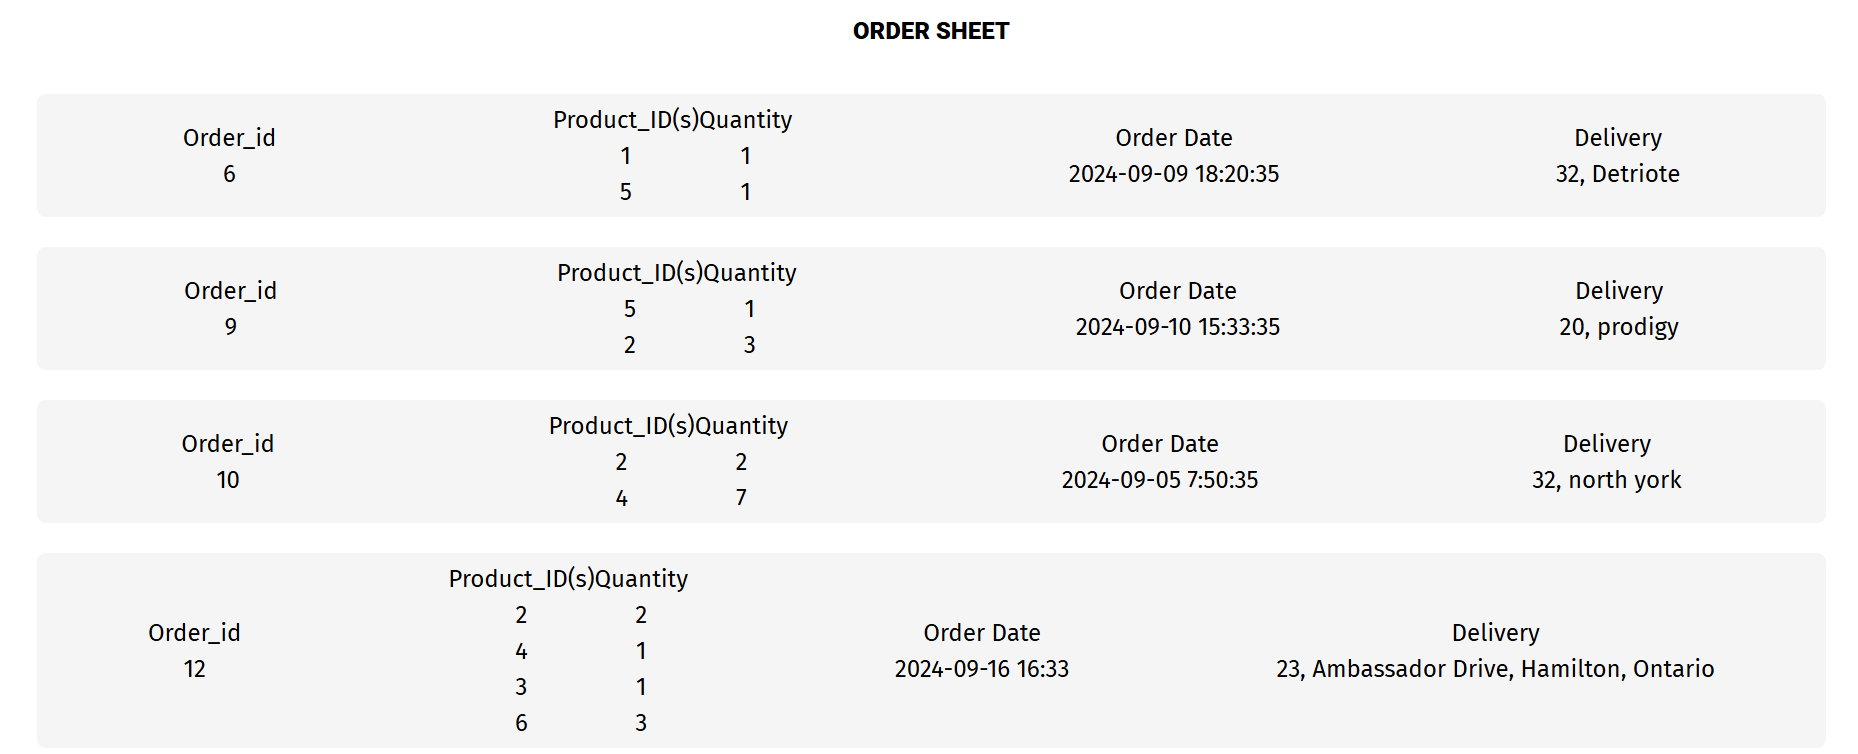 ORDER SHEET
Order_id
6
Product_ID(s)Quantity
1 1
5 1
Order Date
2024-09-09 18:20:35
Delivery
32, Detriote
Order_id
9
Product_ID(s)Quantity
5 1
2 3
Order Date
2024-09-10 15:33:35
Delivery
20, prodigy
Order_id
10
Product_ID(s)Quantity
2 2
4 7
Order Date
2024-09-05 7:50:35
Delivery
32, north york
Order_id
12
Product_ID(s)Quantity
2 2
4 1
3 1
6 3
Order Date
2024-09-16 16:33
Delivery
23, Ambassador Drive, Hamilton, Ontario